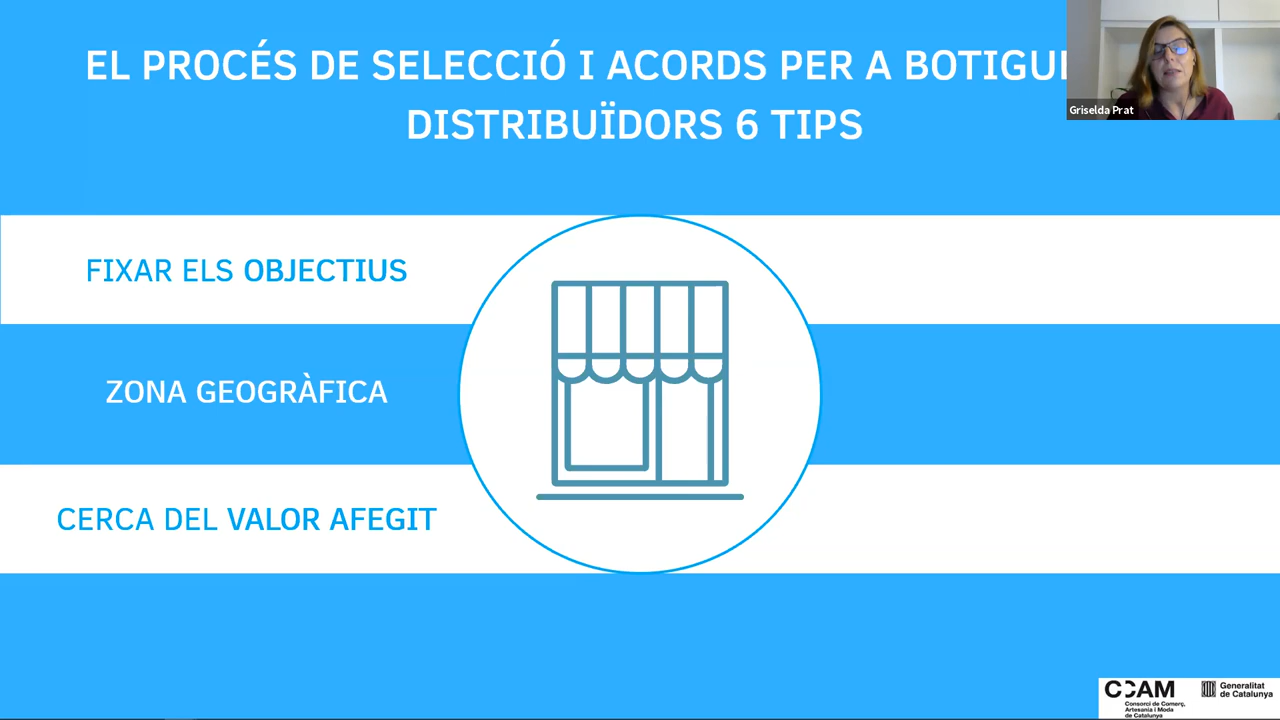 EL PROCÉS DE SELECCIÓ I ACORDS PER A
DISTRIBUÏDORS 6 TIPS
Griselda Prat
FIXAR ELS OBJECTIUS
ZONA GEOGRÀFICA
CERCA DEL VALOR AFEGIT
CCAM
Consorci de Comerç,
Artesania i Moda
de Catalunya
Generalitat
de Catalunya